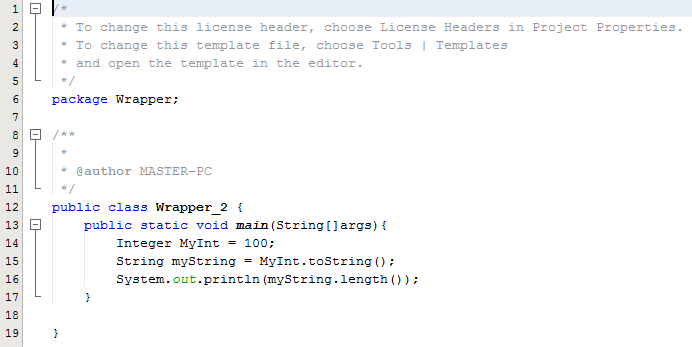 1 /*
2  * To change this license header, choose License Headers in Project Properties.
3  * To change this template file, choose Tools | Templates
4  * and open the template in the editor.
5  */
6 package Wrapper;
7
8 /**
9  *
10  * @author MASTER-PC
11  */
12 public class Wrapper_2 {
13     public static void main(String[]args){
14         Integer MyInt = 100;
15         String myString = MyInt.toString();
16         System.out.println(myString.length());
17     }
18
19 }